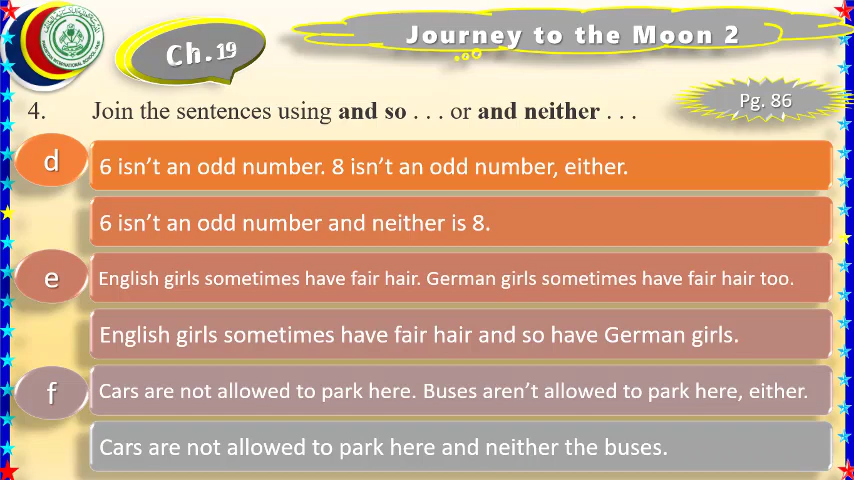 Ch.19
Journey to the Moon 2
Pg. 86
4. Join the sentences using and so . . . or and neither . . .
d
6 isn't an odd number. 8 isn't an odd number, either.
6 isn't an odd number and neither is 8.
e
English girls sometimes have fair hair. German girls sometimes have fair hair too.
English girls sometimes have fair hair and so have German girls.
f
Cars are not allowed to park here. Buses aren't allowed to park here, either.
Cars are not allowed to park here and neither the buses.